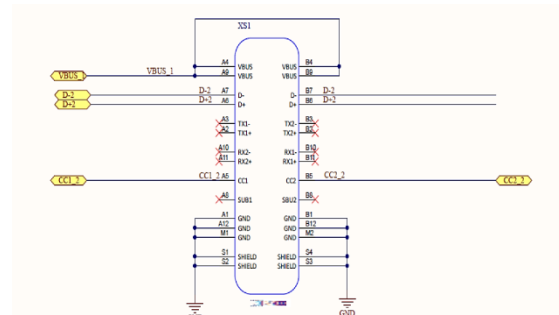 XS1
A4 VBUS VBUS B4
VBUS_1 VBUS_1 A9 VBUS VBUS B9
D-2 D-2 A7 D- D- B7 D-2
D+2 D+2 A6 D+ D+ B6 D+2
A3 TX1- TX2- B3
A2 TX1+ TX2+ B2
A10 RX2- RX1- B10
A11 RX2+ RX1+ B11
CC1_2 CC1_2 A5 CC1 CC2 B5 CC2_2 CC2_2
A8 SUB1 SBU2 B8
A1 GND GND B1
A12 GND GND B12
M1 GND GND M2
S1 SHIELD SHIELD S4
S2 SHIELD SHIELD S3
GND